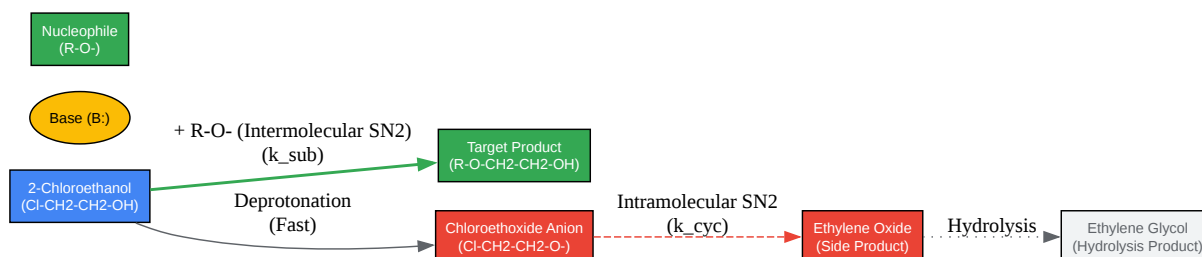 Nucleophile
(R-O-)
Base (B:)
+ R-O- (Intermolecular SN2)
(k_sub)
Target Product
(R-O-CH2-CH2-OH)
2-Chloroethanol
(Cl-CH2-CH2-OH)
Deprotonation
(Fast)
Chloroethoxide Anion
(Cl-CH2-CH2-O-)
Intramolecular SN2
(k_cyc)
Ethylene Oxide
(Side Product)
Hydrolysis
Ethylene Glycol
(Hydrolysis Product)